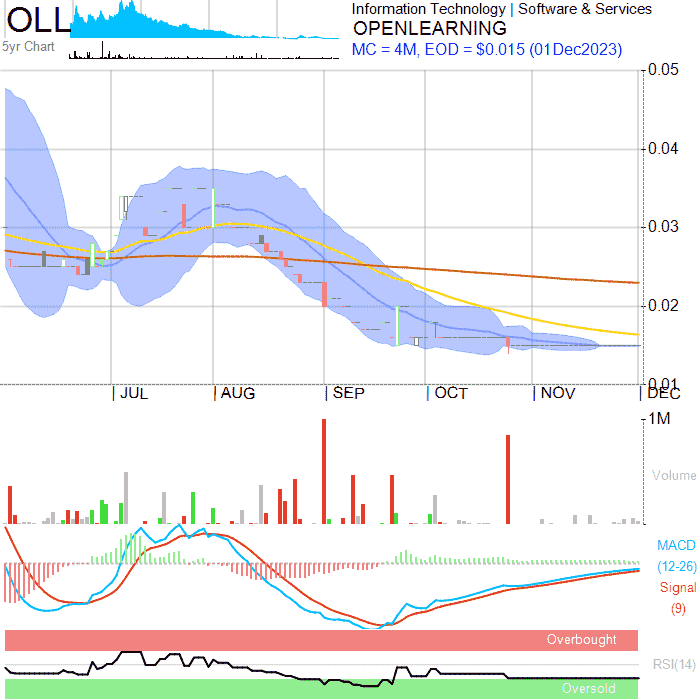 OLL
5yr Chart
Information Technology | Software & Services
OPENLEARNING
MC = 4M, EOD = $0.015 (01Dec2023)
0.05
0.04
0.03
0.02
0.01
JUL
AUG
SEP
OCT
NOV
DEC
1M
Volume
MACD
(12-26)
Signal
(9)
Overbought
RSI(14)
Oversold